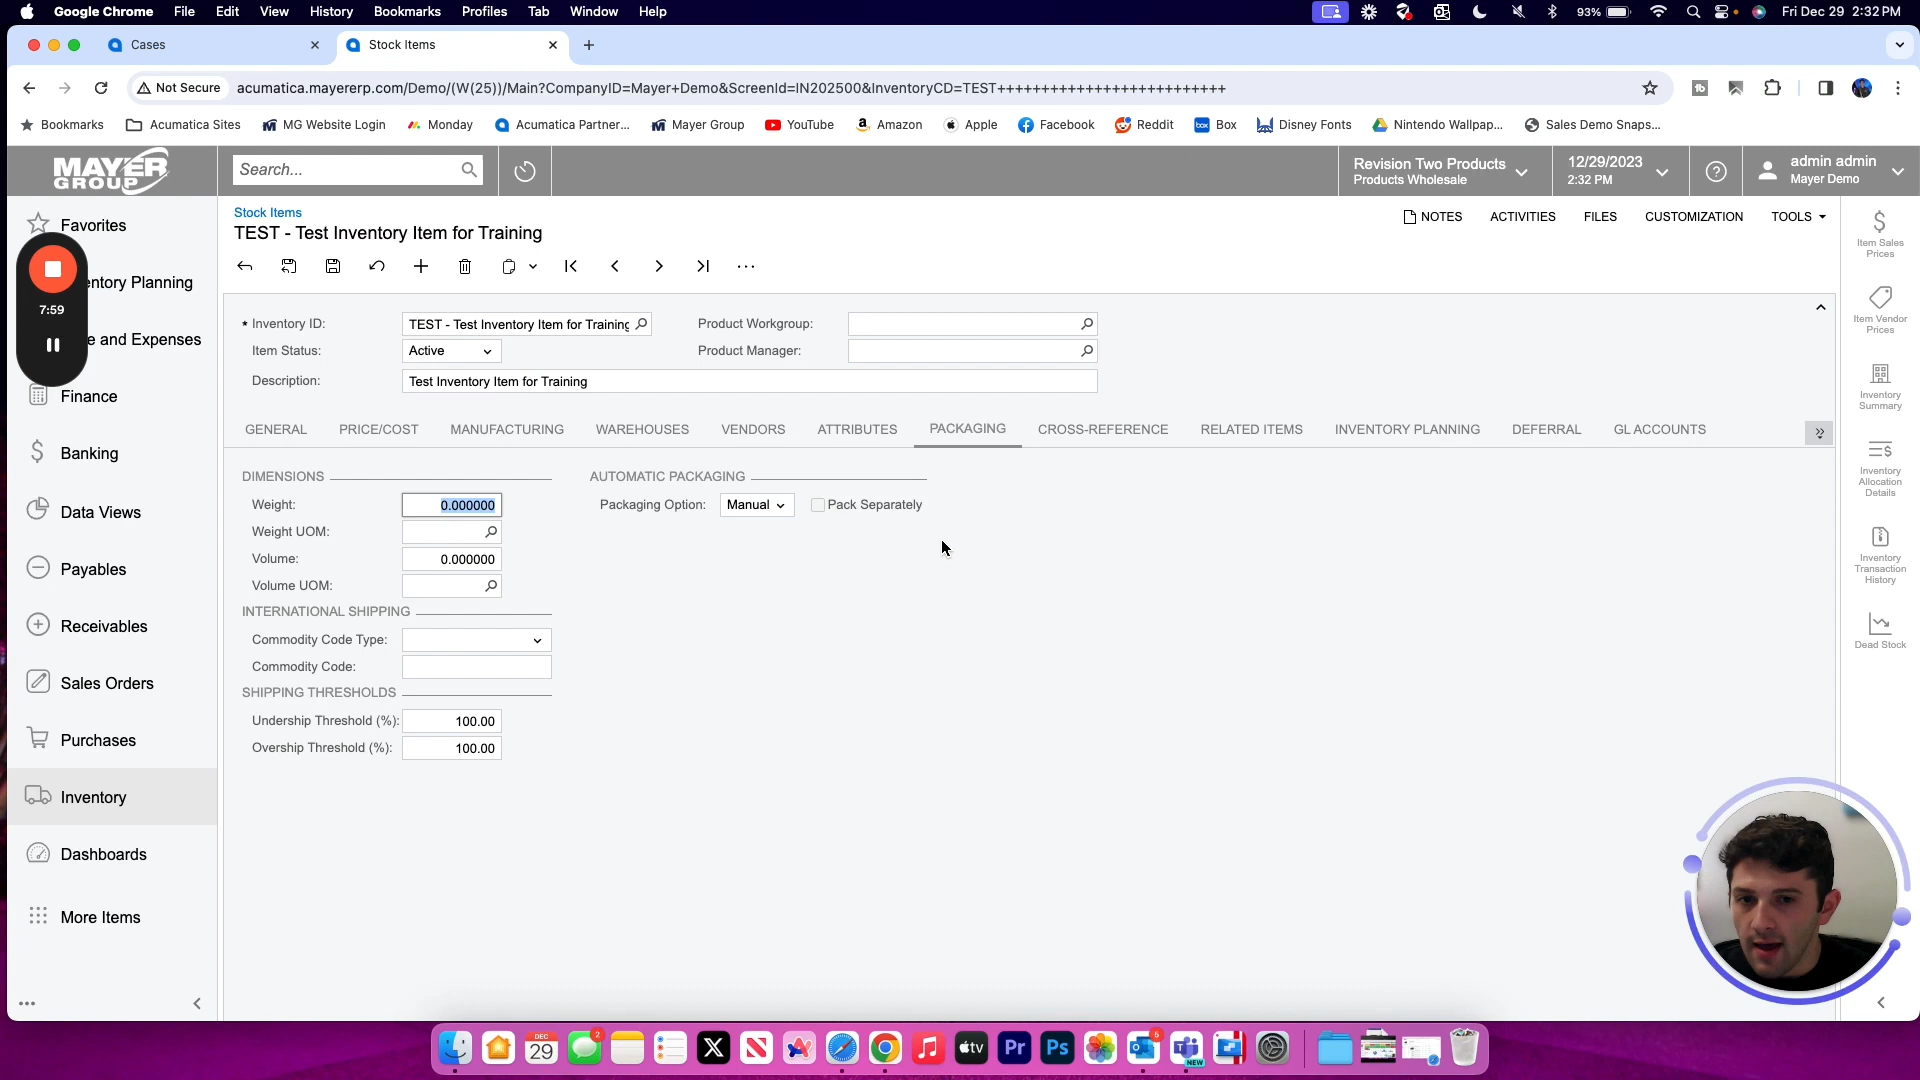 Google Chrome File Edit View History Bookmarks Profiles Tab Window Help
93% Fri Dec 29 2:32 PM
Cases
Stock Items
Not Secure acumatica.mayererp.com/Demo/(W(25))/Main?CompanyID=Mayer+Demo&ScreenId=IN202500&InventoryCD=TEST++++++++++++++++++++++++++
Bookmarks Acumatica Sites MG Website Login Monday Acumatica Partner... Mayer Group YouTube Amazon Apple Facebook Reddit Box Disney Fonts Nintendo Wallpap... Sales Demo Snaps...
MAYER GROUP
Search...
Revision Two Products
Products Wholesale
12/29/2023
2:32 PM
admin admin
Mayer Demo
Favorites
entory Planning
7:59
e and Expenses
Finance
Banking
Data Views
Payables
Receivables
Sales Orders
Purchases
Inventory
Dashboards
More Items
Stock Items
TEST - Test Inventory Item for Training
NOTES ACTIVITIES FILES CUSTOMIZATION TOOLS
* Inventory ID: TEST - Test Inventory Item for Training Product Workgroup:
Item Status: Active Product Manager:
Description: Test Inventory Item for Training
GENERAL PRICE/COST MANUFACTURING WAREHOUSES VENDORS ATTRIBUTES PACKAGING CROSS-REFERENCE RELATED ITEMS INVENTORY PLANNING DEFERRAL GL ACCOUNTS
DIMENSIONS
Weight: 0.000000
Weight UOM:
Volume: 0.000000
Volume UOM:
INTERNATIONAL SHIPPING
Commodity Code Type:
Commodity Code:
SHIPPING THRESHOLDS
Undership Threshold (%): 100.00
Overship Threshold (%): 100.00
AUTOMATIC PACKAGING
Packaging Option: Manual Pack Separately
Item Sales
Prices
Item Vendor
Prices
Inventory
Summary
Inventory
Allocation
Details
Inventory
Transaction
History
Dead Stock
DEC
29
2
X
tv
Pr
Ps
5
NEW